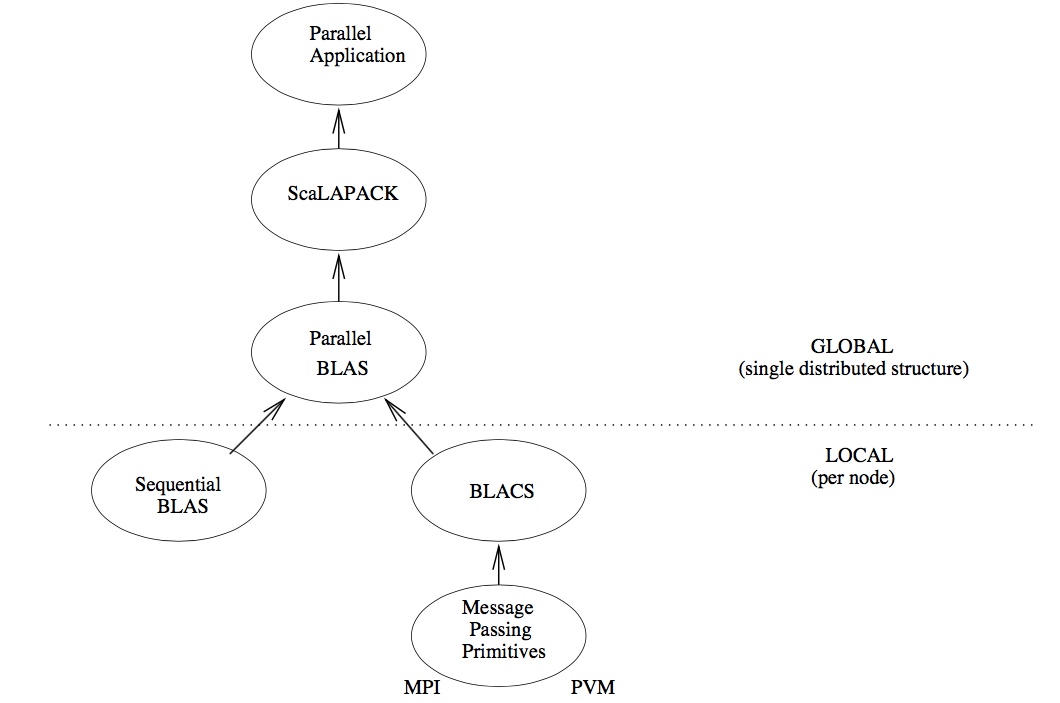 Parallel
Application
ScaLAPACK
Parallel
BLAS
GLOBAL
(single distributed structure)
LOCAL
(per node)
Sequential
BLAS
BLACS
Message
Passing
Primitives
MPI
PVM